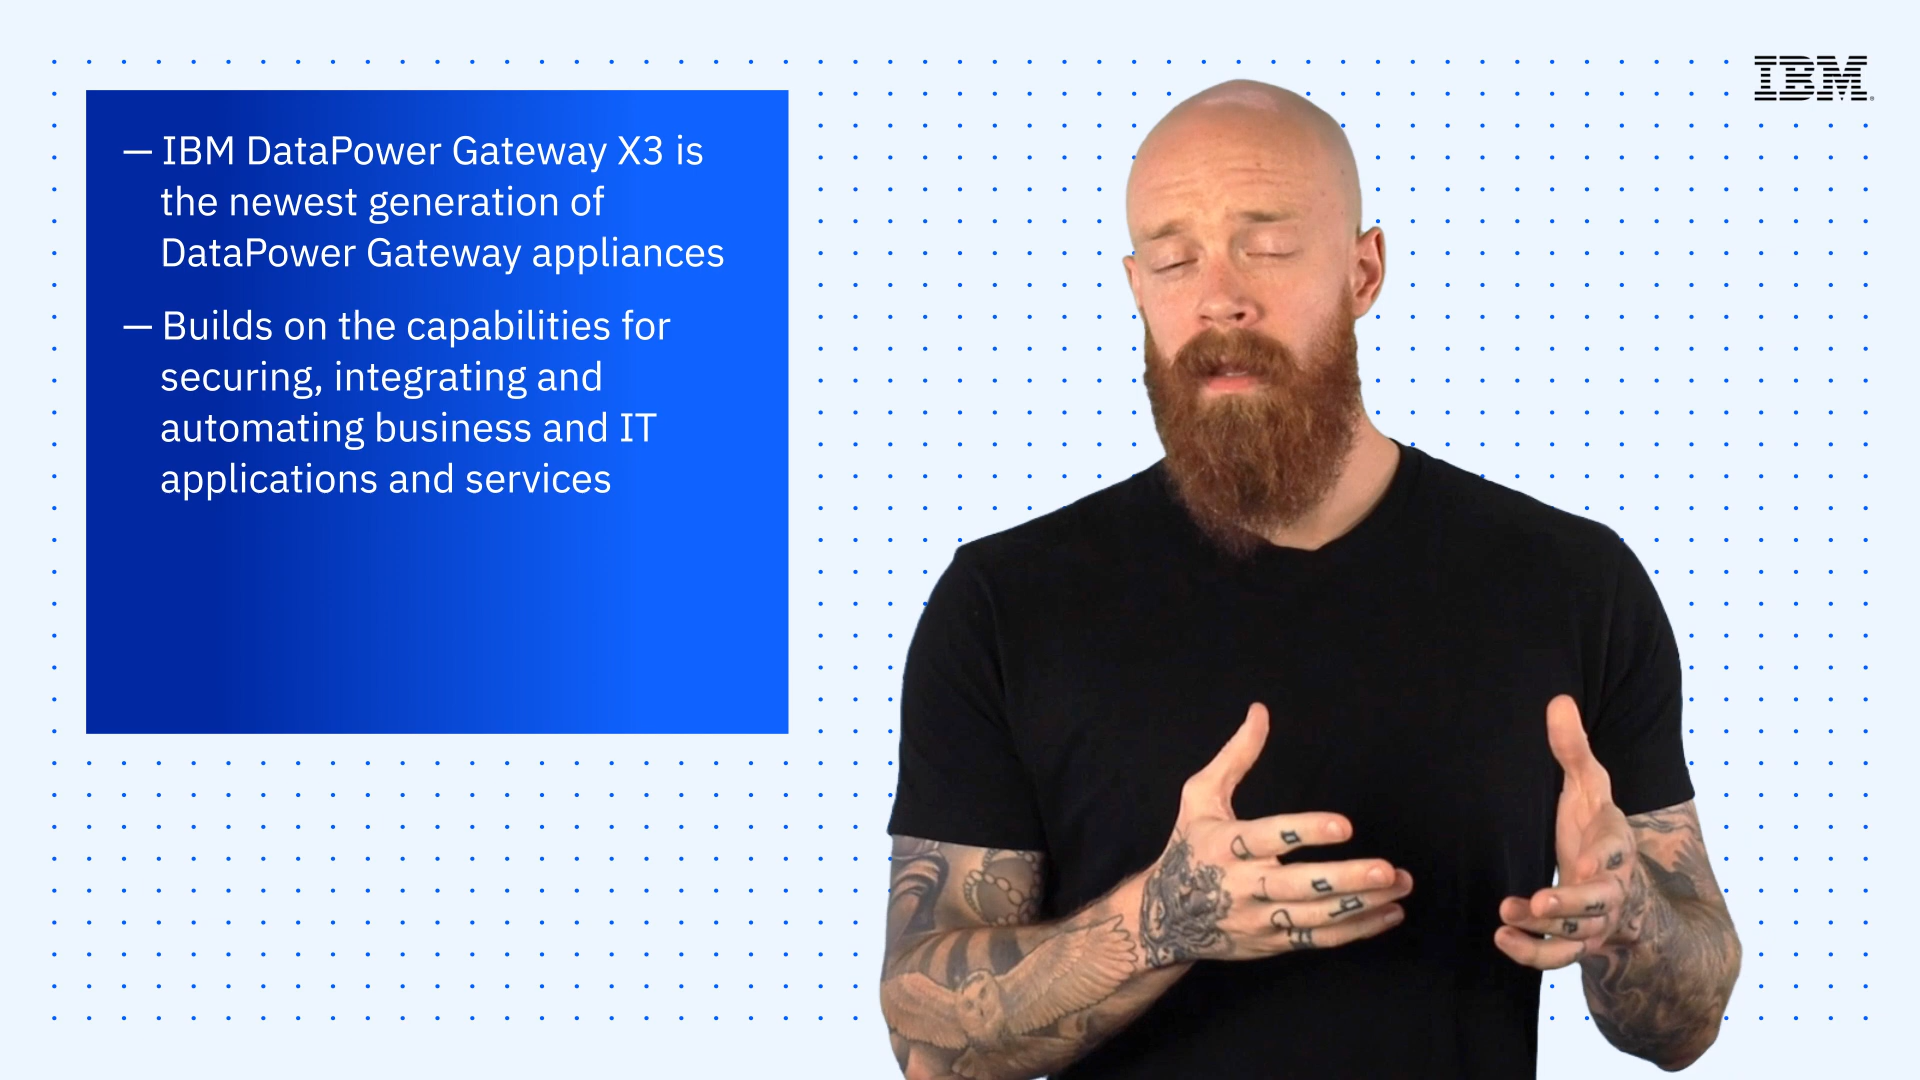 — IBM DataPower Gateway X3 is
the newest generation of
DataPower Gateway appliances
— Builds on the capabilities for
securing, integrating and
automating business and IT
applications and services
IBM